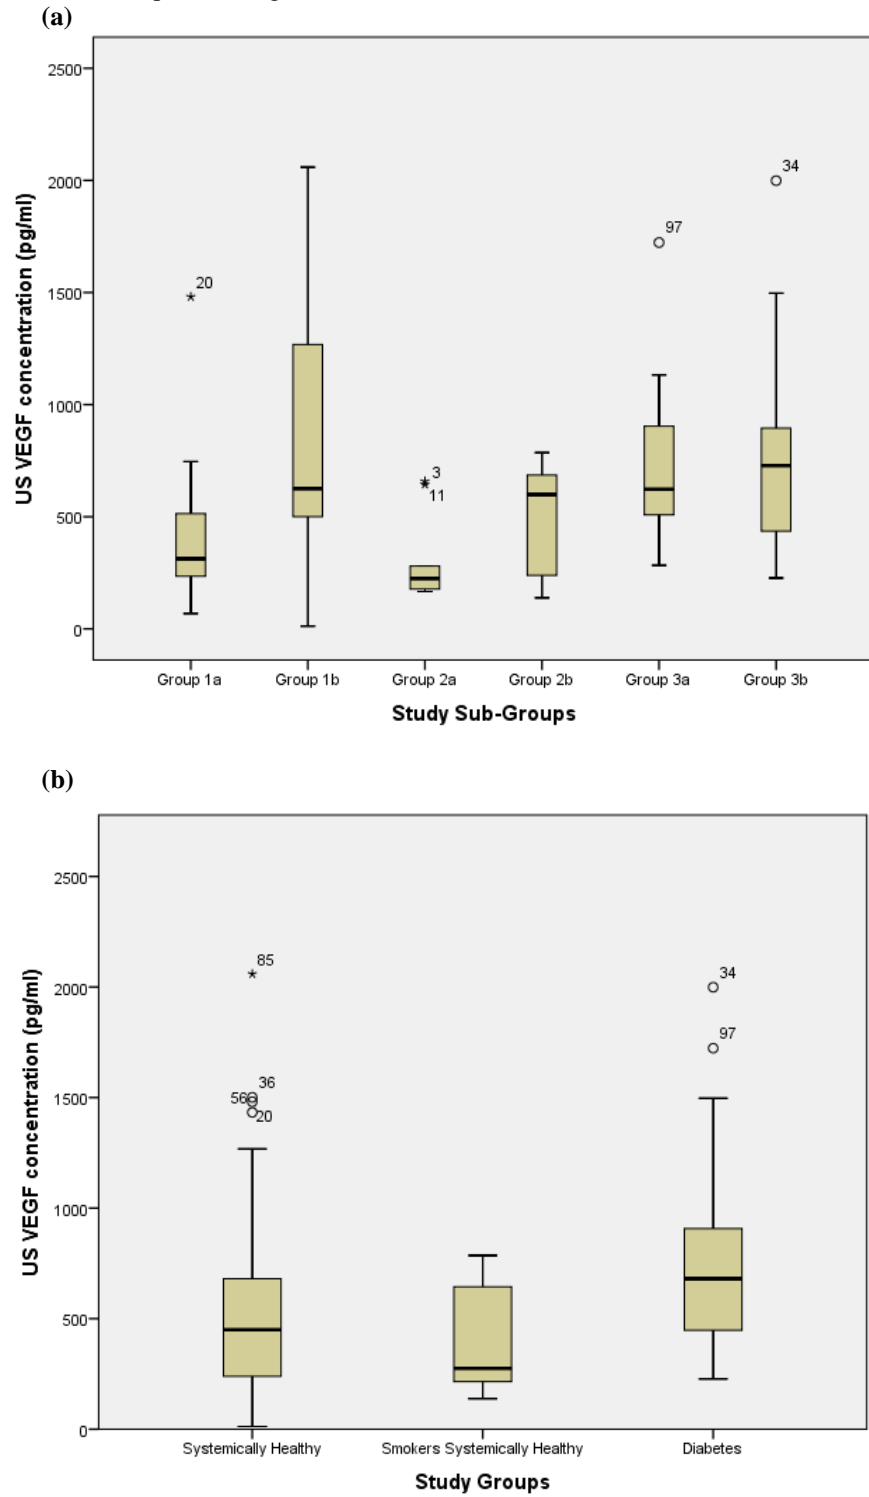 (a)
2500
2000
1500
1000
500
0
US VEGF concentration (pg/ml)
20
3
11
97
34
Group 1a Group 1b Group 2a Group 2b Group 3a Group 3b
Study Sub-Groups
(b)
2500
2000
1500
1000
500
0
US VEGF concentration (pg/ml)
85
36
56
20
34
97
Systemically Healthy Smokers Systemically Healthy Diabetes
Study Groups